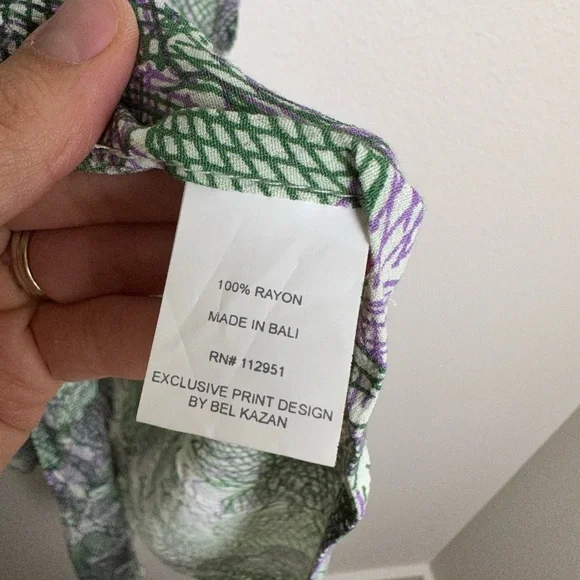 100% RAYON
MADE IN BALI
RN# 112951
EXCLUSIVE PRINT DESIGN
BY BEL KAZAN